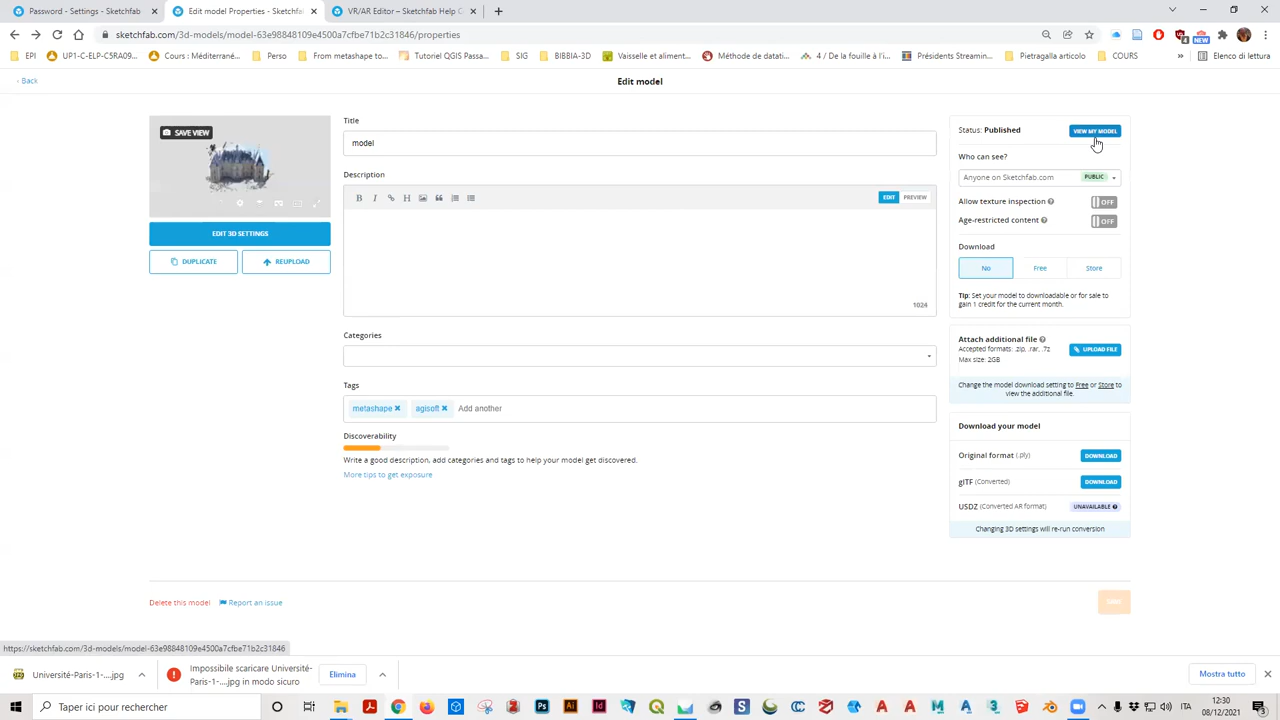 Password - Settings - Sketchfab
Edit model Properties - Sketchfab
VR/AR Editor - Sketchfab Help C
sketchfab.com/3d-models/model-63e98848109e4500a7cfbe71bc2c31846/properties
EPI
UP1-C-ELP-C5RA09...
Cours : Méditerrané...
Perso
From metashape to...
Tutoriel QGIS Passag...
SIG
BIBBIA-3D
Vaisselle et aliment...
Méthode de datati...
4 / De la fouille à l'i...
Présidents Streamin...
Pietragalla articolo
COURS
»
Elenco di lettura
NEW
‹ Back
Edit model
SAVE VIEW
EDIT 3D SETTINGS
DUPLICATE
REUPLOAD
Title
model
Description
B
I
H
EDIT
PREVIEW
1024
Categories
Tags
metashape ×
agisoft ×
Add another
Discoverability
Write a good description, add categories and tags to help your model get discovered.
More tips to get exposure
Status: Published
VIEW MY MODEL
Who can see?
Anyone on Sketchfab.com
PUBLIC
Allow texture inspection
OFF
Age-restricted content
OFF
Download
No
Free
Store
Tip: Set your model to downloadable or for sale to
gain 1 credit for the current month.
Attach additional file
Accepted formats: .zip, .rar, .7z
Max size: 2GB
UPLOAD FILE
Change the model download setting to Free or Store to
view the additional file.
Download your model
Original format (.ply)
DOWNLOAD
glTF (Converted)
DOWNLOAD
USDZ (Converted AR format)
UNAVAILABLE
Changing 3D settings will re-run conversion
Delete this model
Report an issue
https://sketchfab.com/3d-models/model-63e98848109e4500a7cfbe71bc2c31846
Université-Paris-1-....jpg
Impossibile scaricare Université-
Paris-1-....jpg in modo sicuro
Elimina
Mostra tutto
Taper ici pour rechercher
ITA
12:30
08/12/2021